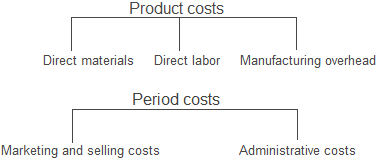 Product costs
Direct materials Direct labor Manufacturing overhead
Period costs
Marketing and selling costs Administrative costs